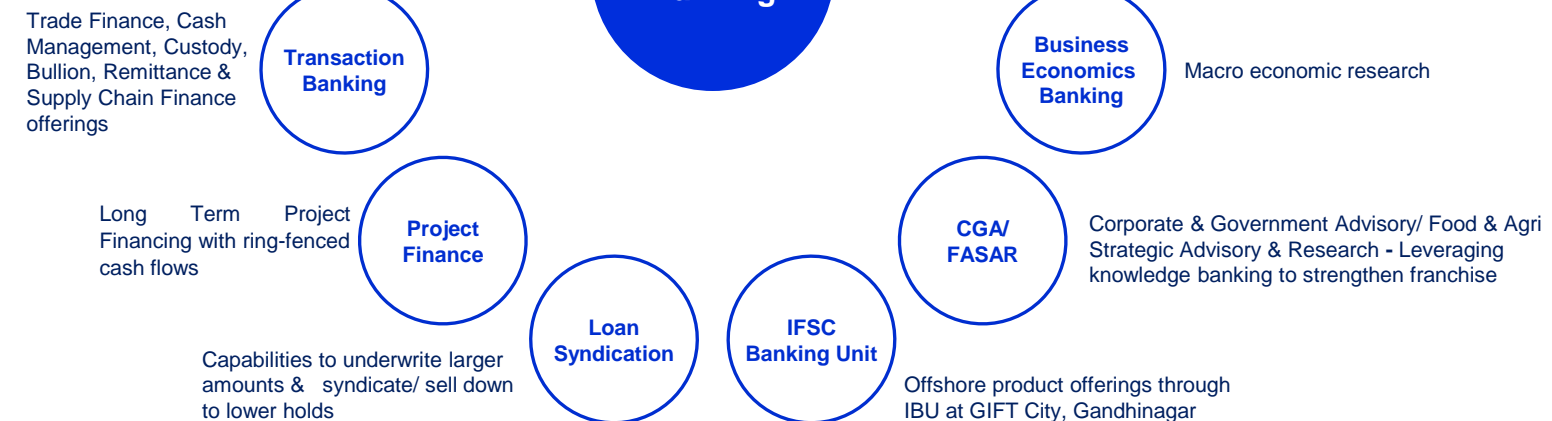 Trade Finance, Cash
Management, Custody,
Bullion, Remittance &
Supply Chain Finance
offerings
Transaction
Banking
Business
Economics
Banking
Macro economic research
Long Term Project
Financing with ring-fenced
cash flows
Project
Finance
CGA/
FASAR
Corporate & Government Advisory/ Food & Agri
Strategic Advisory & Research - Leveraging
knowledge banking to strengthen franchise
Capabilities to underwrite larger
amounts & syndicate/ sell down
to lower holds
Loan
Syndication
IFSC
Banking Unit
Offshore product offerings through
IBU at GIFT City, Gandhinagar